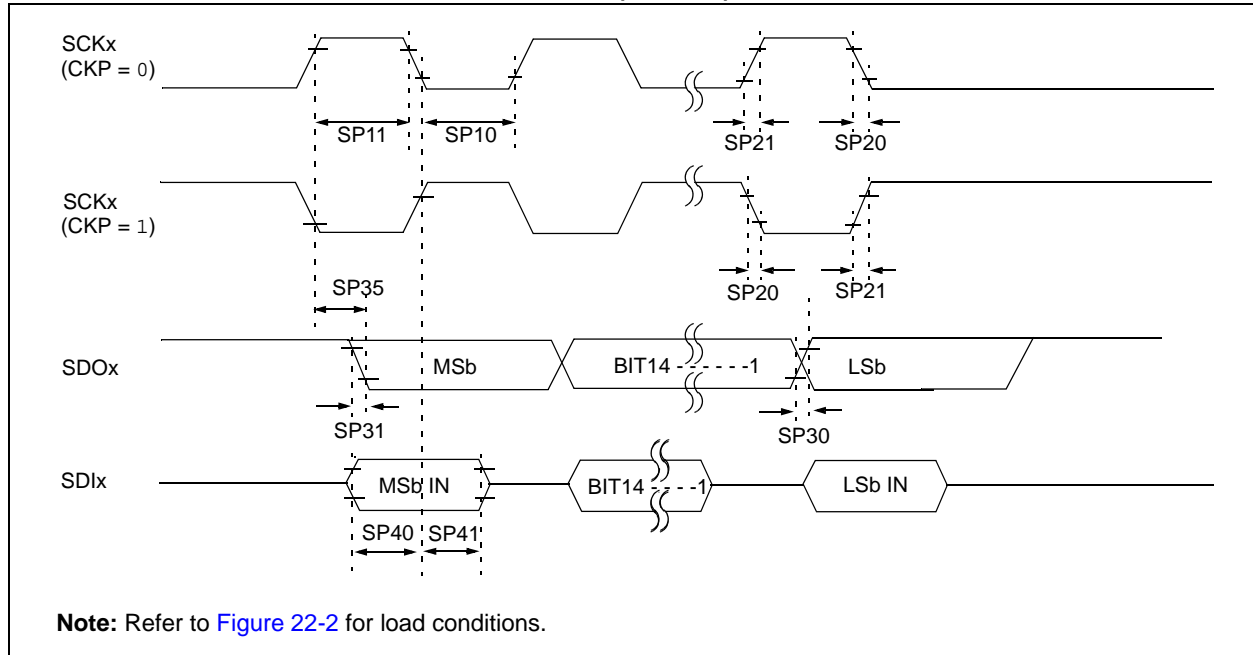 SCKx
(CKP = 0)
SP11
SP10
SP21
SP20
SCKx
(CKP = 1)
SP35
SP20
SP21
SDOx
MSb
BIT14 - - - - - -1
LSb
SP31
SP30
SDIx
MSb IN
BIT14 - - - -1
LSb IN
SP40
SP41
Note: Refer to Figure 22-2 for load conditions.